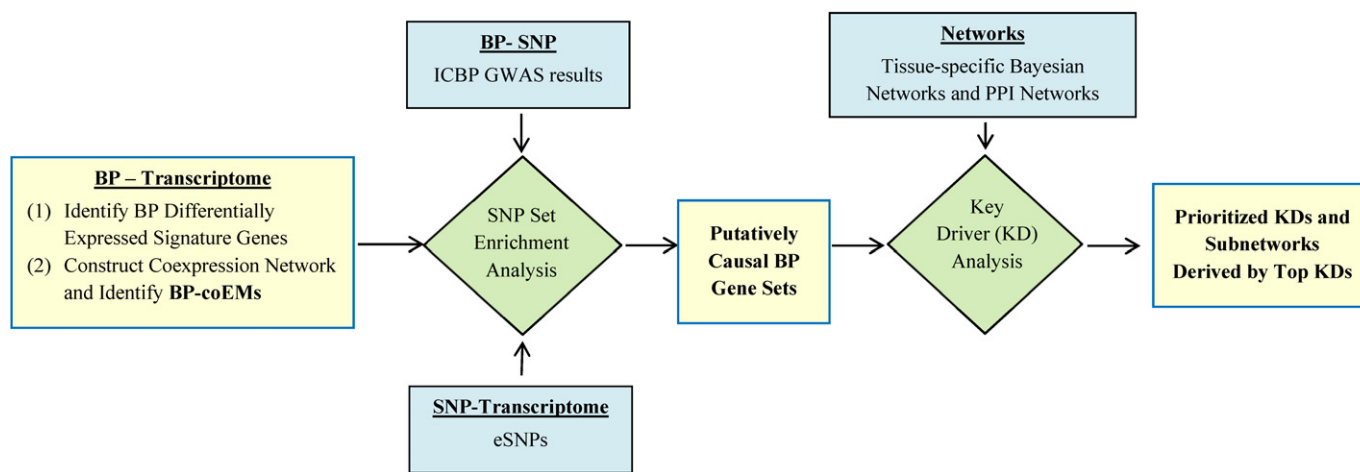 BP- SNP
ICBP GWAS results
Networks
Tissue-specific Bayesian
Networks and PPI Networks
BP – Transcriptome
(1) Identify BP Differentially
Expressed Signature Genes
(2) Construct Coexpression Network
and Identify BP-coEMs
SNP Set
Enrichment
Analysis
Putatively
Causal BP
Gene Sets
Key
Driver (KD)
Analysis
Prioritized KDs and
Subnetworks
Derived by Top KDs
SNP-Transcriptome
eSNPs